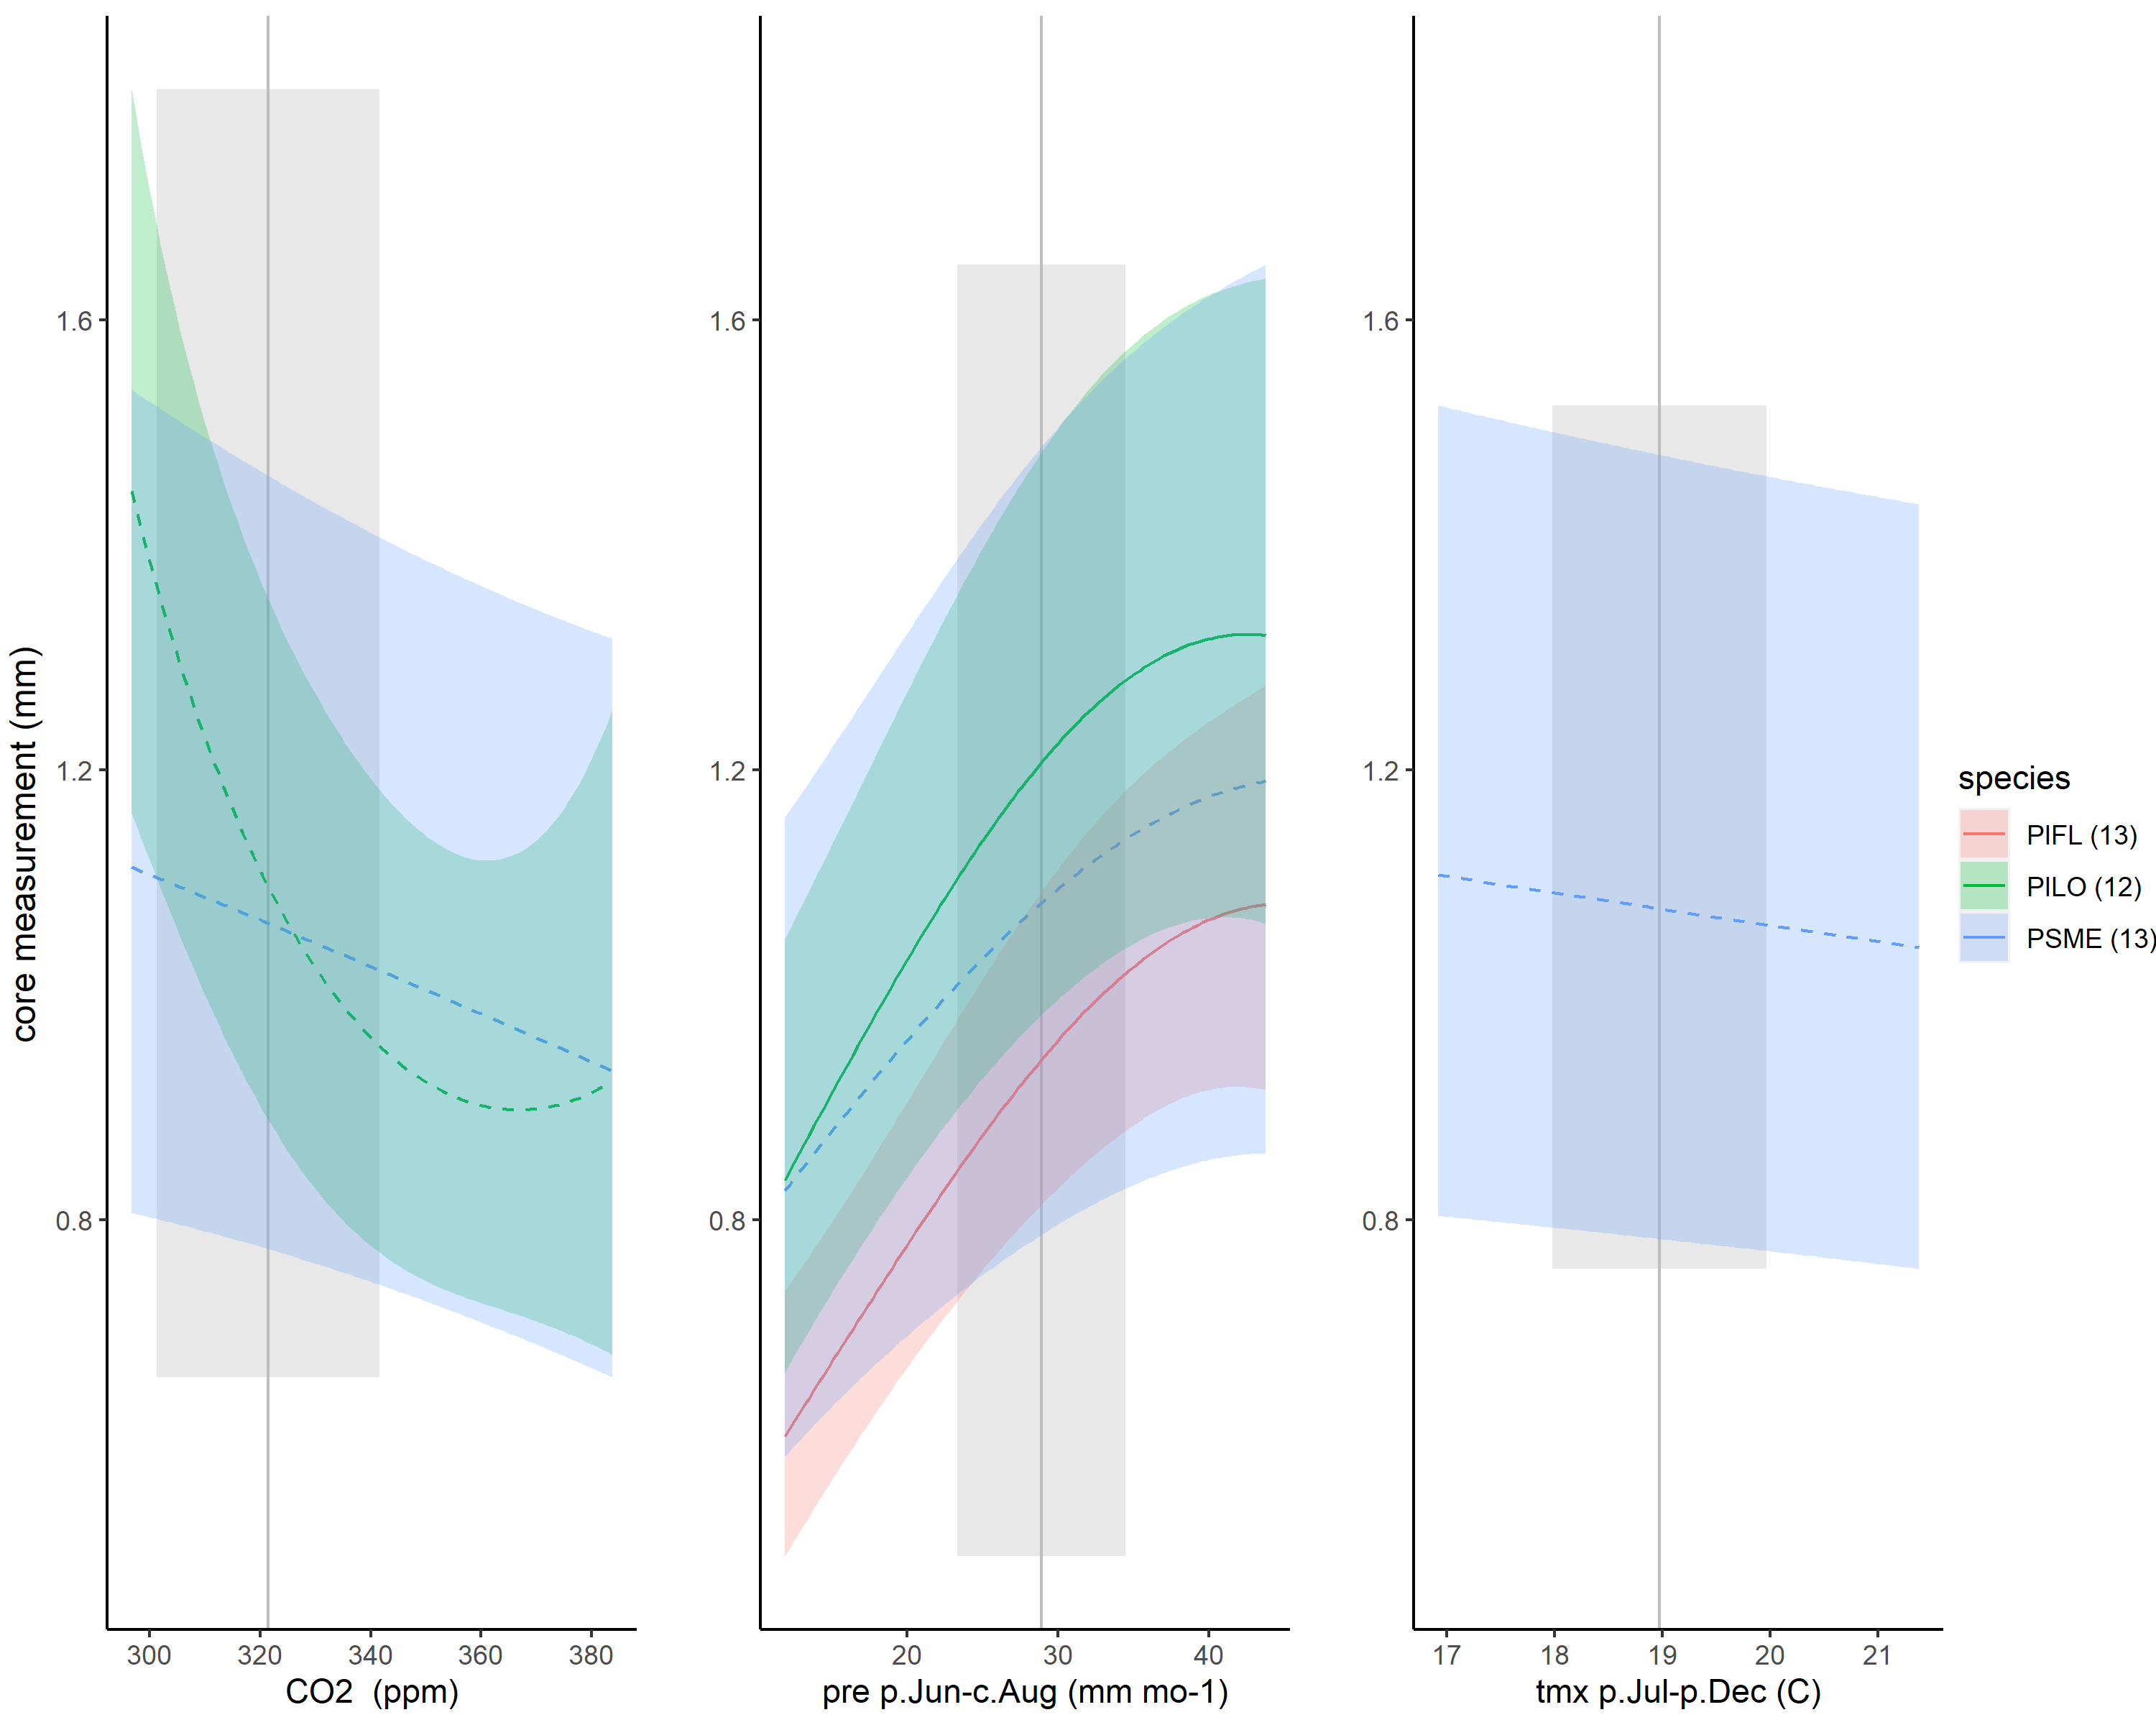 core measurement (mm)
1.6
1.2
0.8
300 320 340 360 380
CO2  (ppm)
1.6
1.2
0.8
20 30 40
pre p.Jun-c.Aug (mm mo-1)
1.6
1.2
0.8
17 18 19 20 21
tmx p.Jul-p.Dec (C)
species
PIFL (13)
PILO (12)
PSME (13)